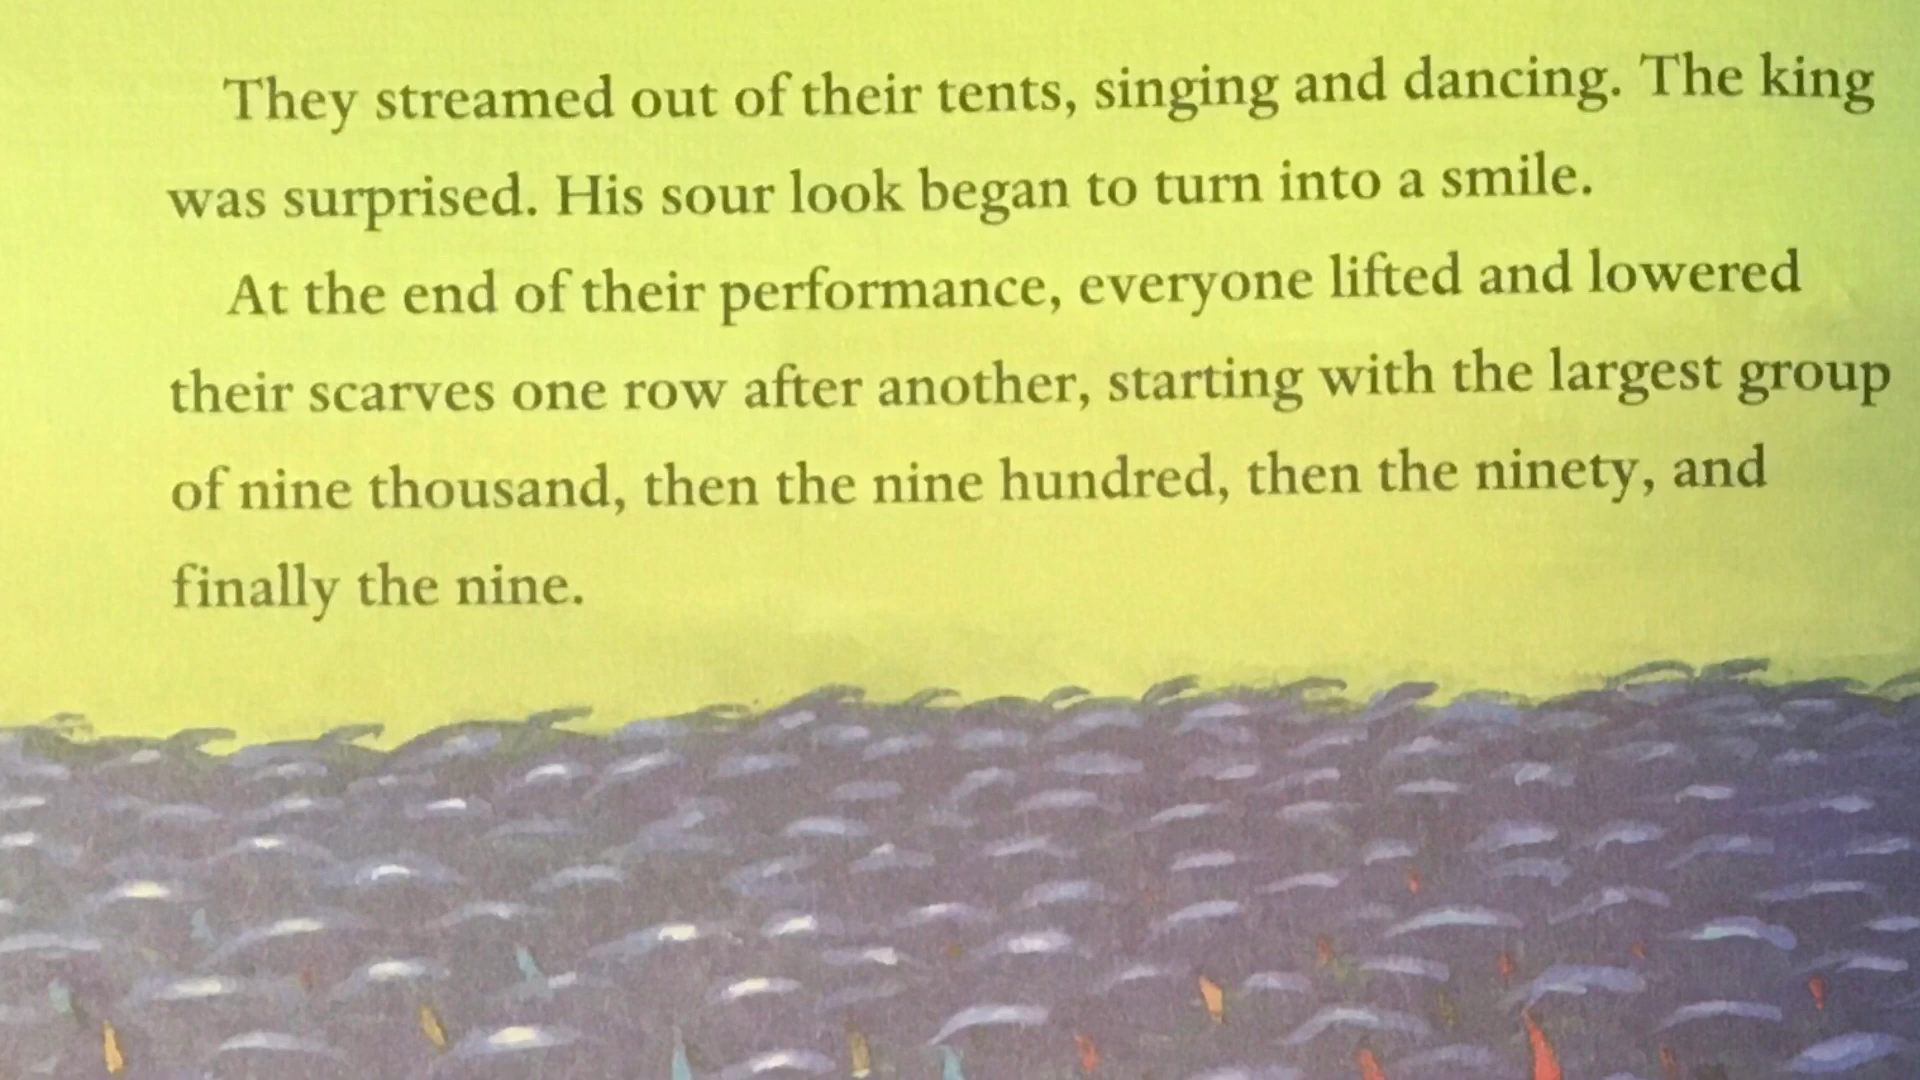 They streamed out of their tents, singing and dancing. The king
was surprised. His sour look began to turn into a smile.
At the end of their performance, everyone lifted and lowered
their scarves one row after another, starting with the largest group
of nine thousand, then the nine hundred, then the ninety, and
finally the nine.